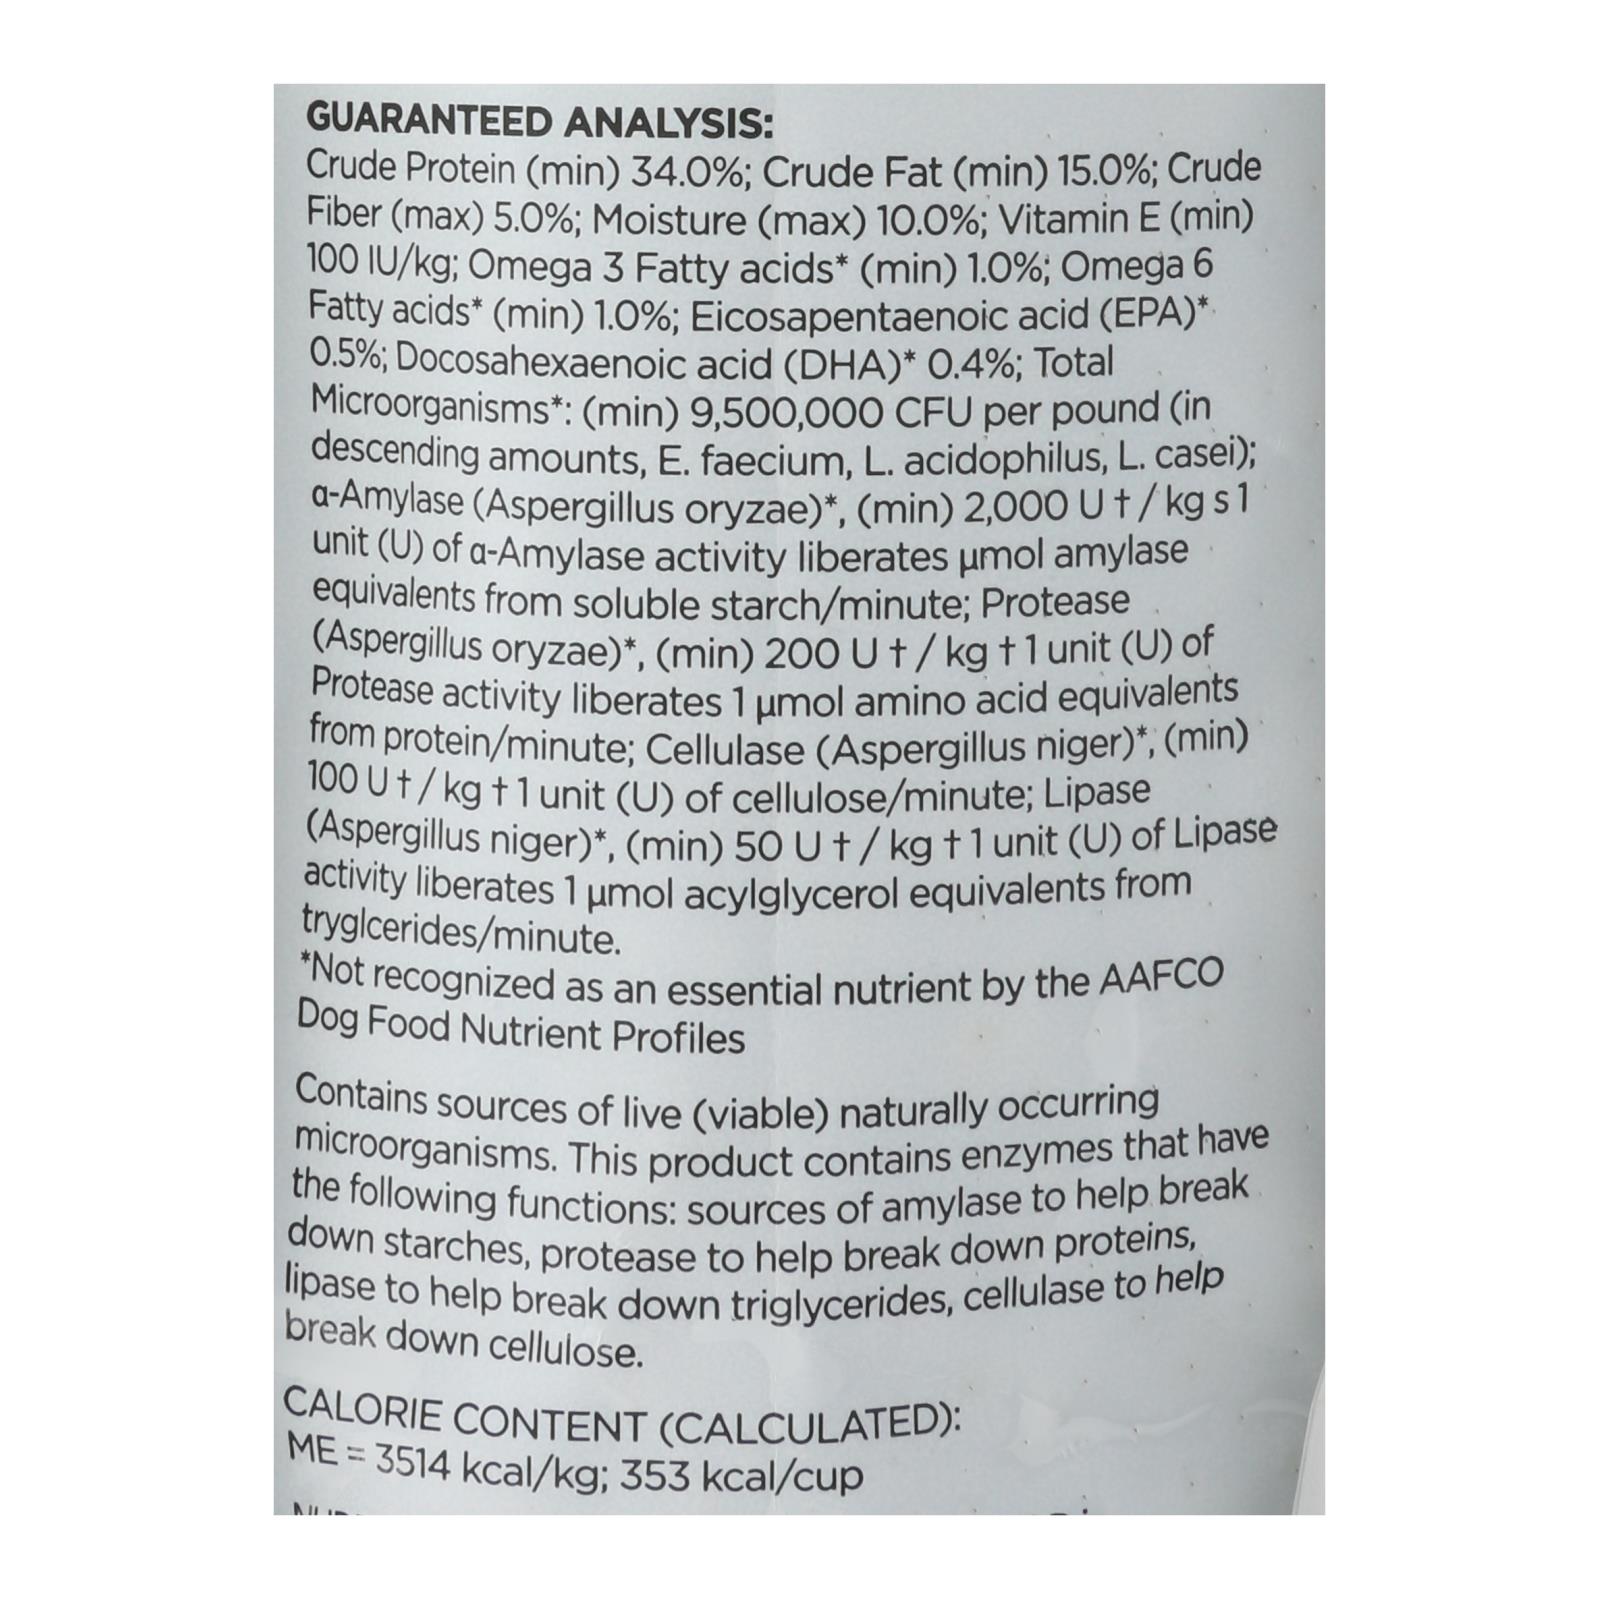 GUARANTEED ANALYSIS:
Crude Protein (min) 34.0%; Crude Fat (min) 15.0%; Crude
Fiber (max) 5.0%; Moisture (max) 10.0%; Vitamin E (min)
100 IU/kg; Omega 3 Fatty acids* (min) 1.0%; Omega 6
Fatty acids* (min) 1.0%; Eicosapentaenoic acid (EPA)*
0.5%; Docosahexaenoic acid (DHA)* 0.4%; Total
Microorganisms*: (min) 9,500,000 CFU per pound (in
descending amounts, E. faecium, L. acidophilus, L. casei);
α-Amylase (Aspergillus oryzae)*, (min) 2,000 U † / kg s 1
unit (U) of α-Amylase activity liberates µmol amylase
equivalents from soluble starch/minute; Protease
(Aspergillus oryzae)*, (min) 200 U † / kg † 1 unit (U) of
Protease activity liberates 1 µmol amino acid equivalents
from protein/minute; Cellulase (Aspergillus niger)*, (min)
100 U † / kg † 1 unit (U) of cellulose/minute; Lipase
(Aspergillus niger)*, (min) 50 U † / kg † 1 unit (U) of Lipase
activity liberates 1 µmol acylglycerol equivalents from
tryglcerides/minute.
*Not recognized as an essential nutrient by the AAFCO
Dog Food Nutrient Profiles
Contains sources of live (viable) naturally occurring
microorganisms. This product contains enzymes that have
the following functions: sources of amylase to help break
down starches, protease to help break down proteins,
lipase to help break down triglycerides, cellulase to help
break down cellulose.
CALORIE CONTENT (CALCULATED):
ME = 3514 kcal/kg; 353 kcal/cup